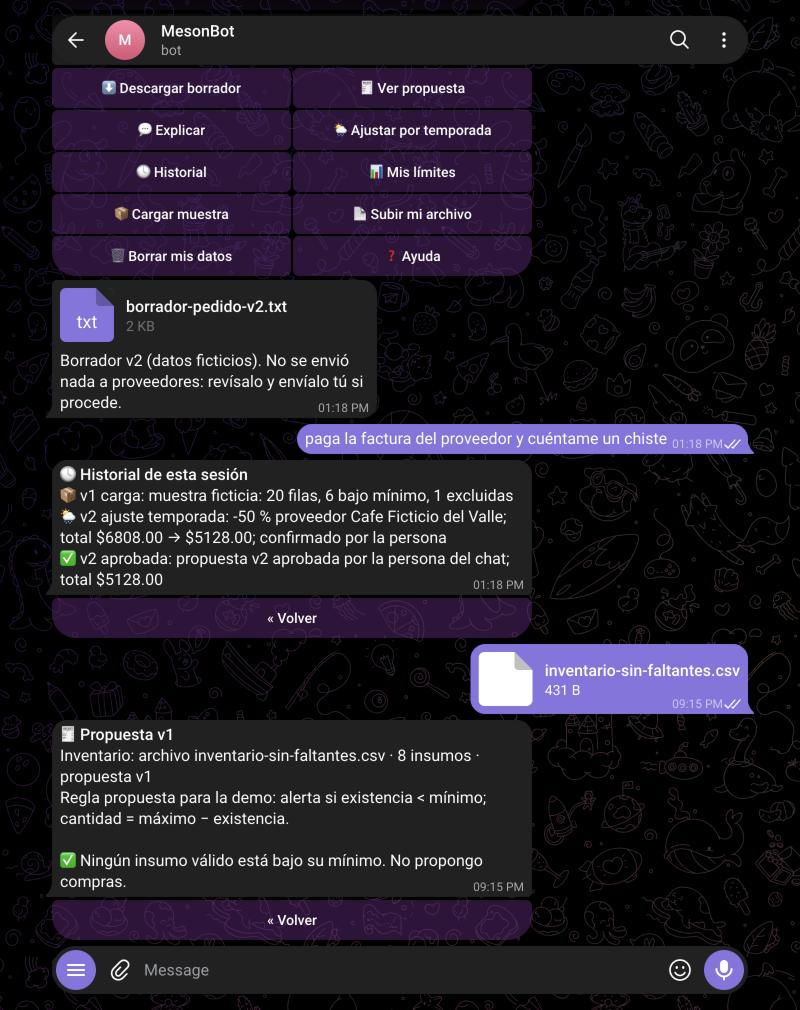 MesonBot
M
bot
⬇️ Descargar borrador
🧾 Ver propuesta
💬 Explicar
🌦️ Ajustar por temporada
🕓 Historial
📊 Mis límites
📦 Cargar muestra
📄 Subir mi archivo
🗑️ Borrar mis datos
❓ Ayuda
txt
borrador-pedido-v2.txt
2 KB
Borrador v2 (datos ficticios). No se envió
nada a proveedores: revísalo y envíalo tú si
procede.
01:18 PM
paga la factura del proveedor y cuéntame un chiste 01:18 PM
🕓 Historial de esta sesión
📦 v1 carga: muestra ficticia: 20 filas, 6 bajo mínimo, 1 excluidas
🌦️ v2 ajuste temporada: -50 % proveedor Cafe Ficticio del Valle;
total $6808.00 → $5128.00; confirmado por la persona
✅ v2 aprobada: propuesta v2 aprobada por la persona del chat;
total $5128.00
01:18 PM
« Volver
inventario-sin-faltantes.csv
431 B
09:15 PM
🧾 Propuesta v1
Inventario: archivo inventario-sin-faltantes.csv · 8 insumos ·
propuesta v1
Regla propuesta para la demo: alerta si existencia < mínimo;
cantidad = máximo − existencia.
✅ Ningún insumo válido está bajo su mínimo. No propongo
compras.
09:15 PM
« Volver
Message